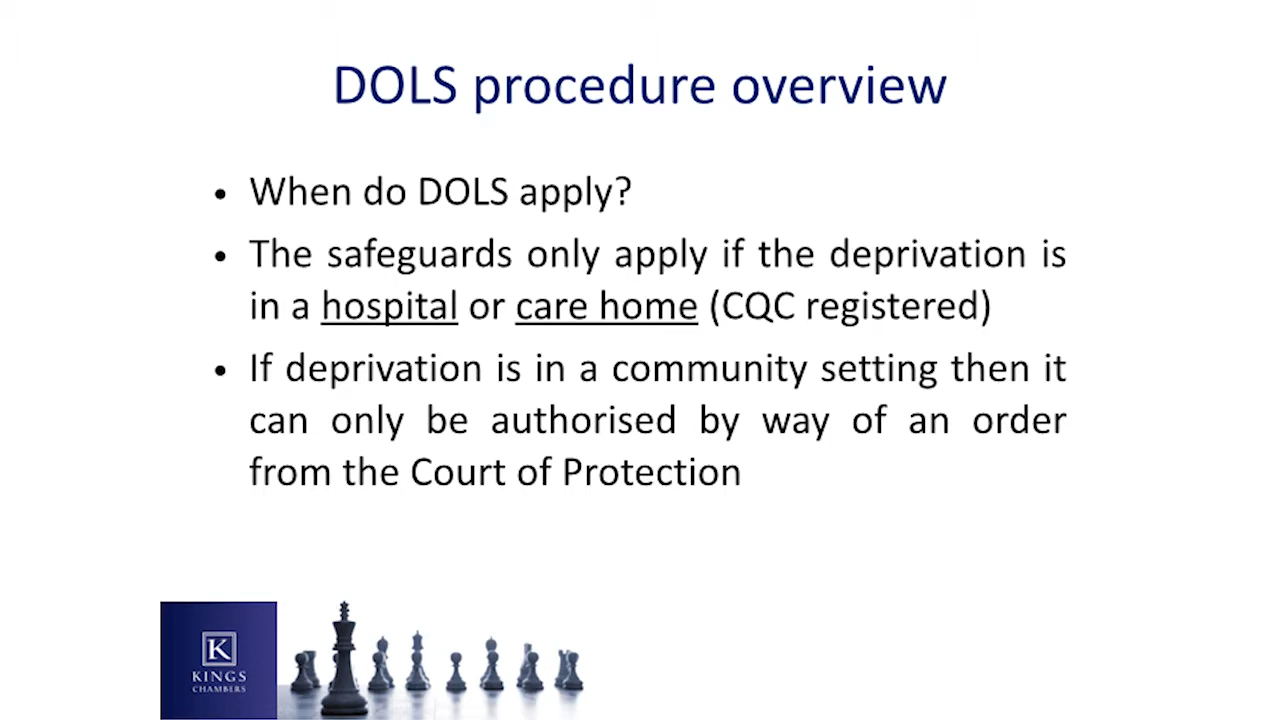 DOLS procedure overview
• When do DOLS apply?
• The safeguards only apply if the deprivation is
in a hospital or care home (CQC registered)
• If deprivation is in a community setting then it
can only be authorised by way of an order
from the Court of Protection
K
KINGS
CHAMBERS